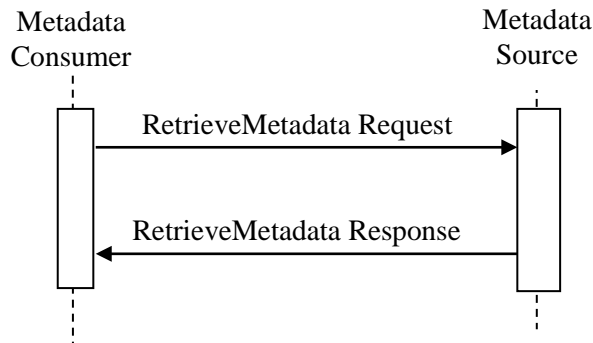 Metadata
Consumer
Metadata
Source
RetrieveMetadata Request
RetrieveMetadata Response